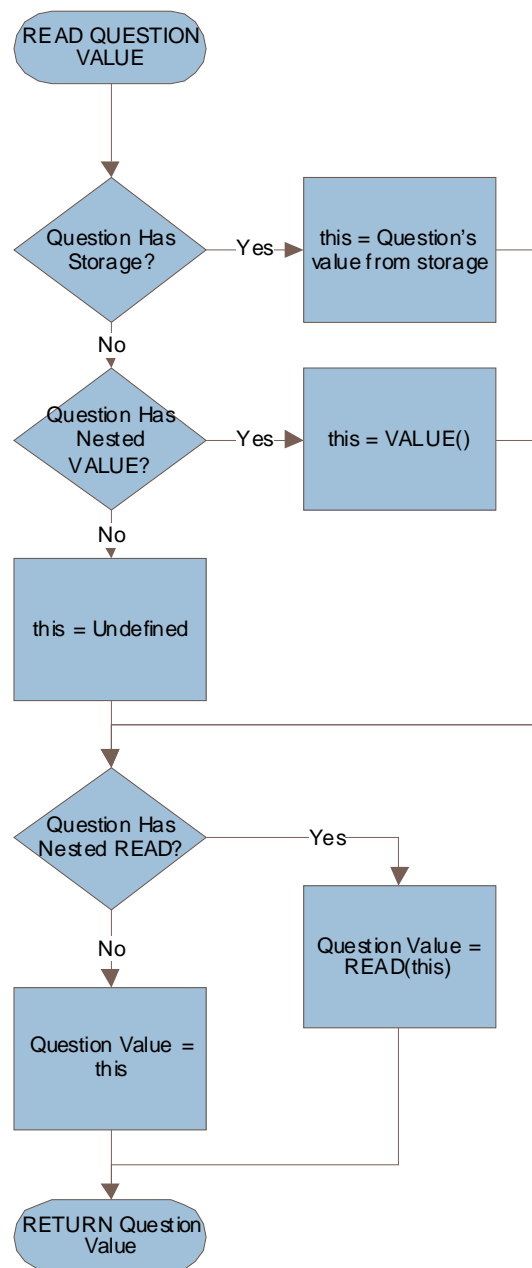 READ QUESTION
VALUE
Question Has
Storage?
Yes
this = Question’s
value from storage
No
Question Has
Nested
VALUE?
Yes
this = VALUE()
No
this = Undefined
Question Has
Nested READ?
Yes
Question Value =
READ(this)
No
Question Value =
this
RETURN Question
Value